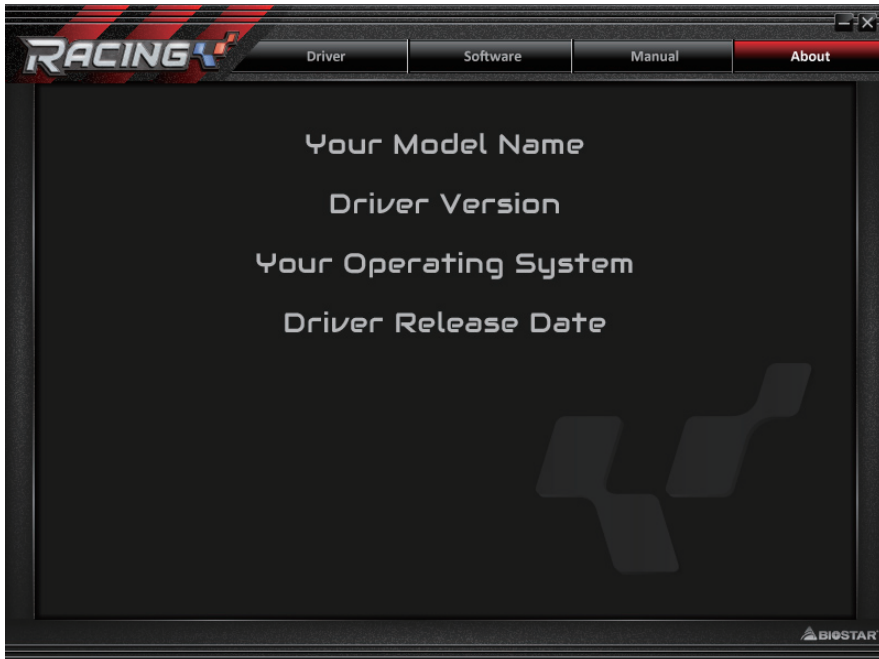 RACING
Driver
Software
Manual
About
Your Model Name
Driver Version
Your Operating System
Driver Release Date
BIOSTAR